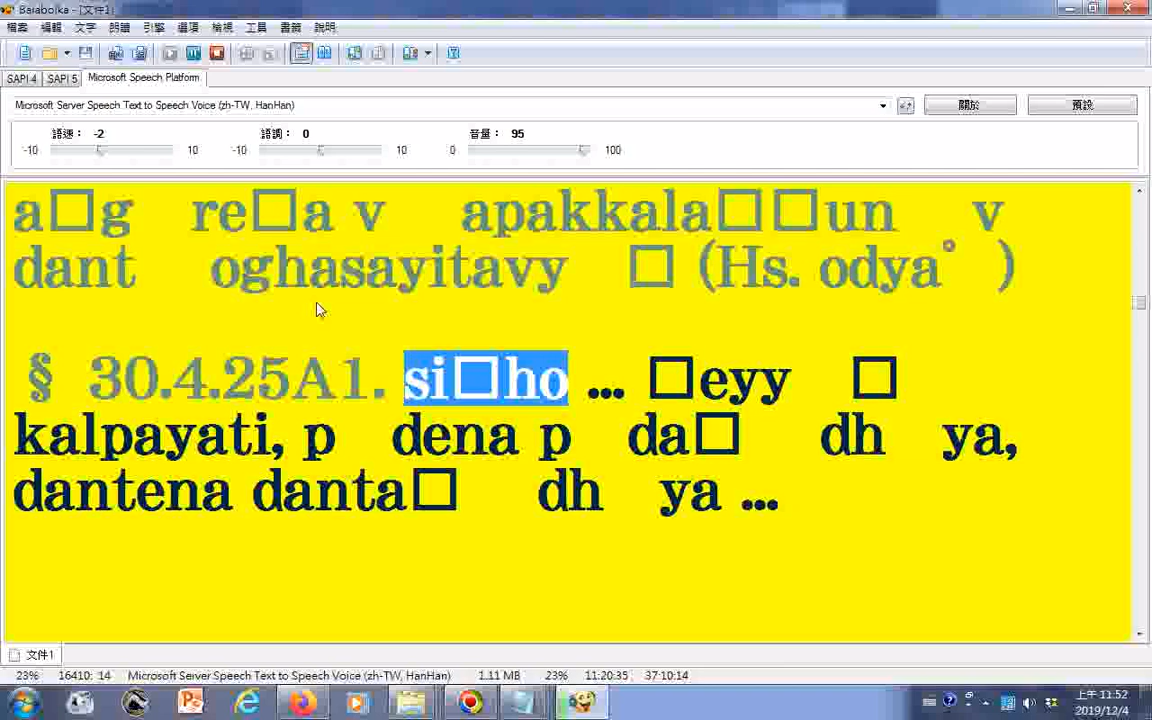 Balabolka - [文件1]
檔案 編輯 文字 朗讀 引擎 選項 檢視 工具 書籤 說明
SAPI 4 SAPI 5 Microsoft Speech Platform
Microsoft Server Speech Text to Speech Voice (zh-TW, HanHan) 關於 預設
語速： -2 語調： 0 音量： 95
-10 10 -10 10 0 100
a□g re□a v apakkala□□un v
dant oghasayitavy □ (Hs. odya° )
§ 30.4.25A1. si□ho ... □eyy □
kalpayati, p dena p da□ dh ya,
dantena danta□ dh ya ...
文件1
23% 16410: 14 Microsoft Server Speech Text to Speech Voice (zh-TW, HanHan) 1.11 MB 23% 11:20:35 37:10:14
上午 11:52
2019/12/4